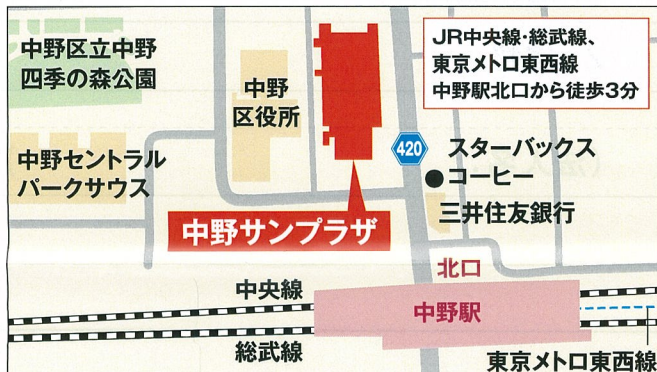 中野区立中野
四季の森公園
中野
区役所
JR中央線・総武線、
東京メトロ東西線
中野駅北口から徒歩3分
中野セントラル
パークサウス
420
スターバックス
コーヒー
三井住友銀行
中野サンプラザ
北口
中央線
中野駅
総武線
東京メトロ東西線